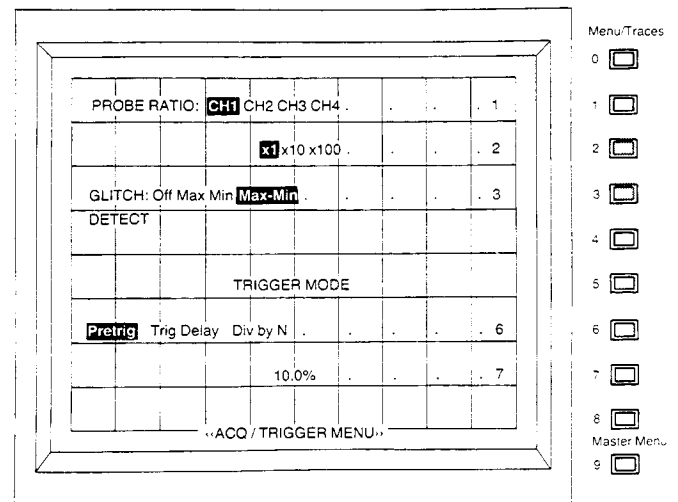 Menu/Traces
0
PROBE RATIO: CH1 CH2 CH3 CH4 . . . . 1
1
x1 x10 x100 . . . . 2
2
GLITCH: Off Max Min Max-Min . . . . . 3
DETECT
3
4
TRIGGER MODE
5
Pretrig Trig Delay Div by N . . . . . 6
6
10.0% . . . . 7
7
8
‹‹ACQ / TRIGGER MENU››
Master Menu
9